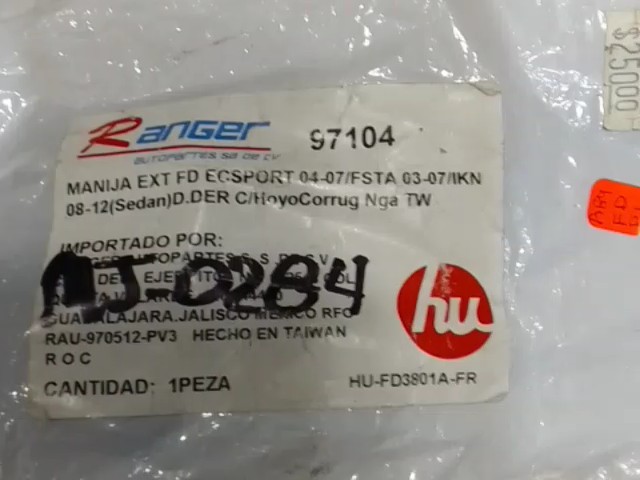 Ranger
AUTOPARTES SA DE CV
97104
MANIJA EXT FD ECSPORT 04-07/FSTA 03-07/IKN
08-12(Sedan)D.DER C/HoyoCorrug Nga TW
IMPORTADO POR:
GUADALAJARA.JALISCO MEXICO RFC
RAU-970512-PV3 HECHO EN TAIWAN
R O C
CANTIDAD: 1PEZA
HU-FD3801A-FR
hu
-0284
$25000